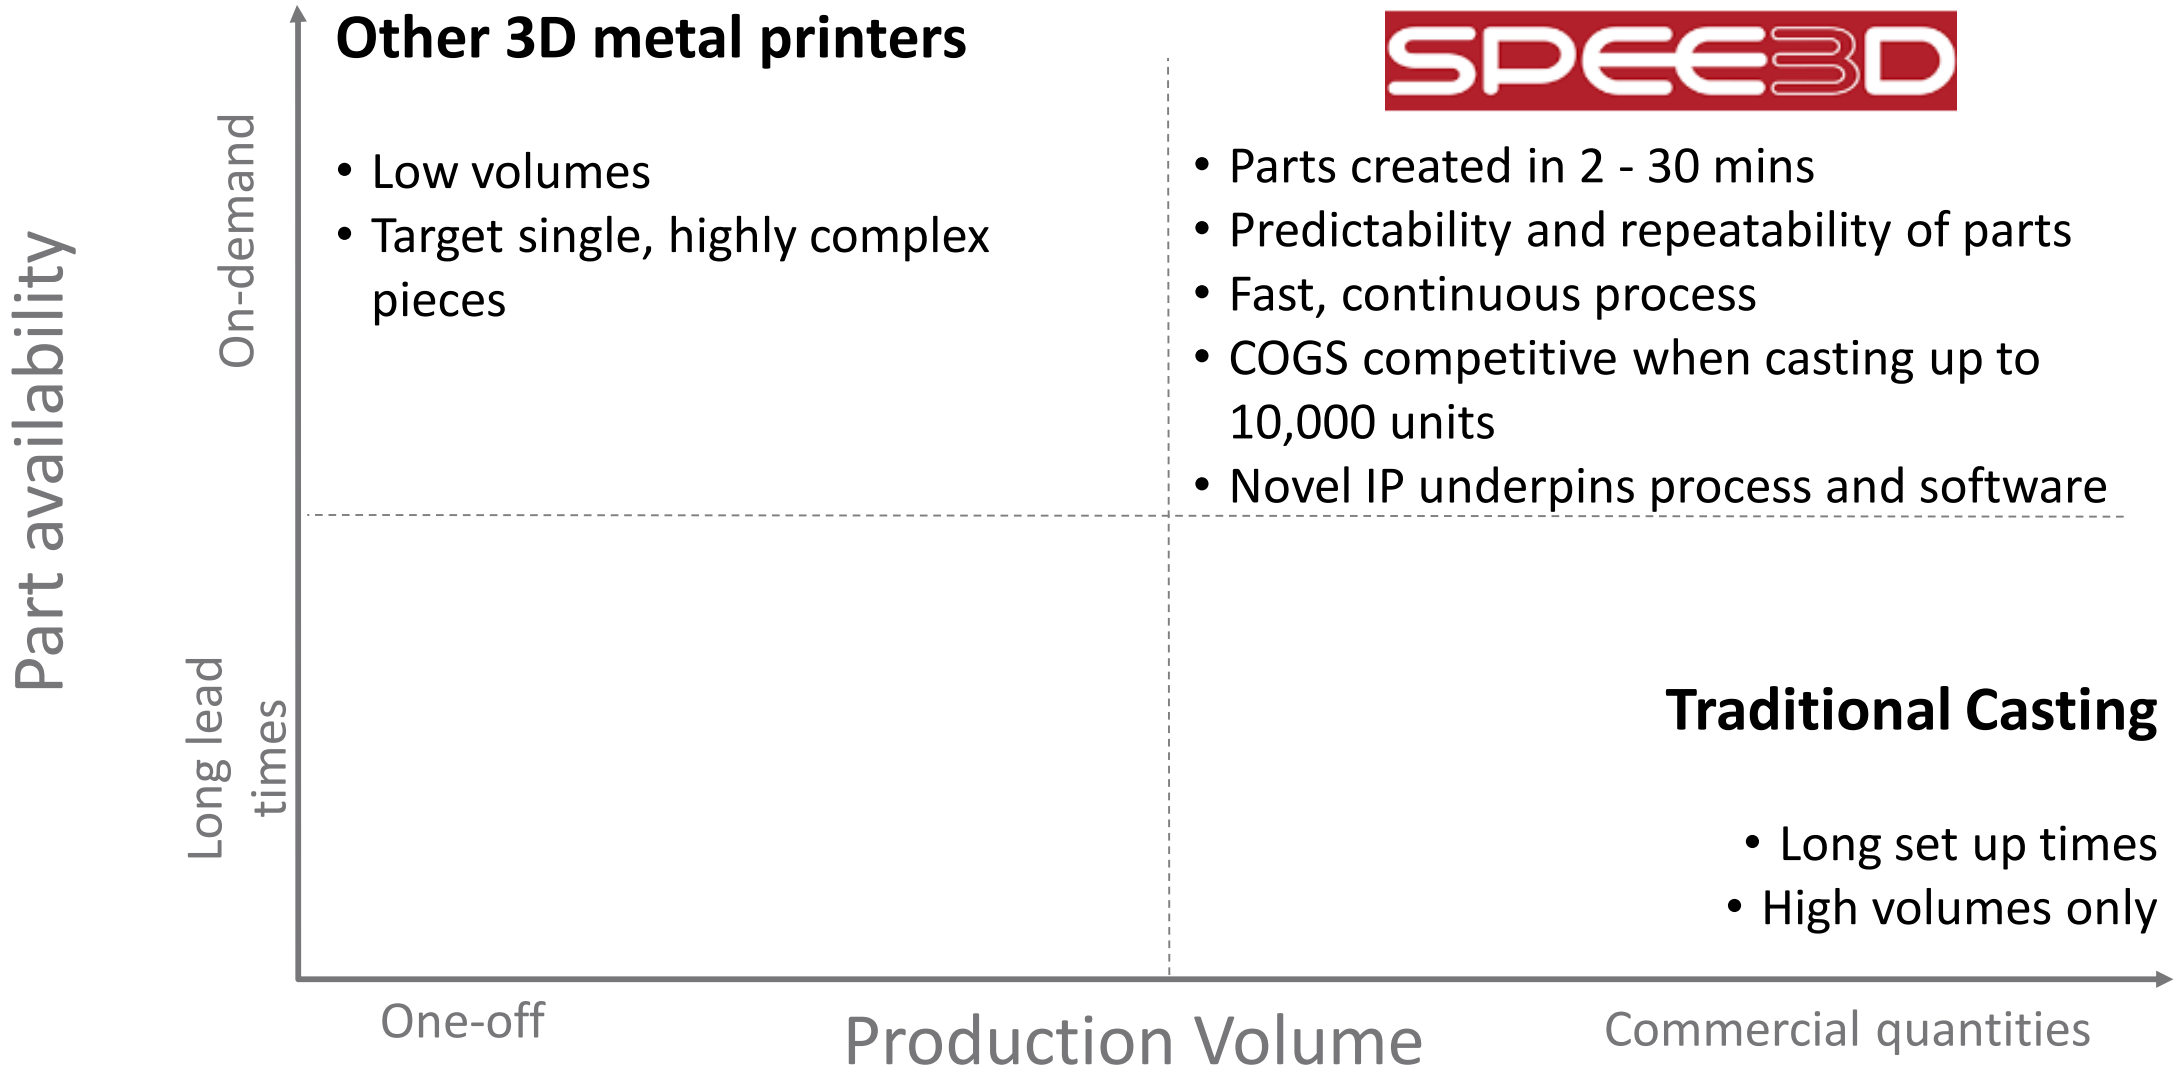 Other 3D metal printers
• Low volumes
• Target single, highly complex
pieces
SPEE3D
• Parts created in 2 - 30 mins
• Predictability and repeatability of parts
• Fast, continuous process
• COGS competitive when casting up to
10,000 units
• Novel IP underpins process and software
Traditional Casting
• Long set up times
• High volumes only
Part availability
On-demand
Long lead
times
One-off
Production Volume
Commercial quantities